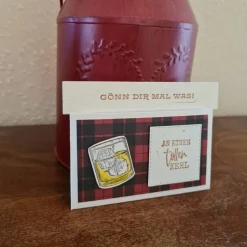 GÖNN DIR MAL WAS!
AN EINEN
tollen
KERL